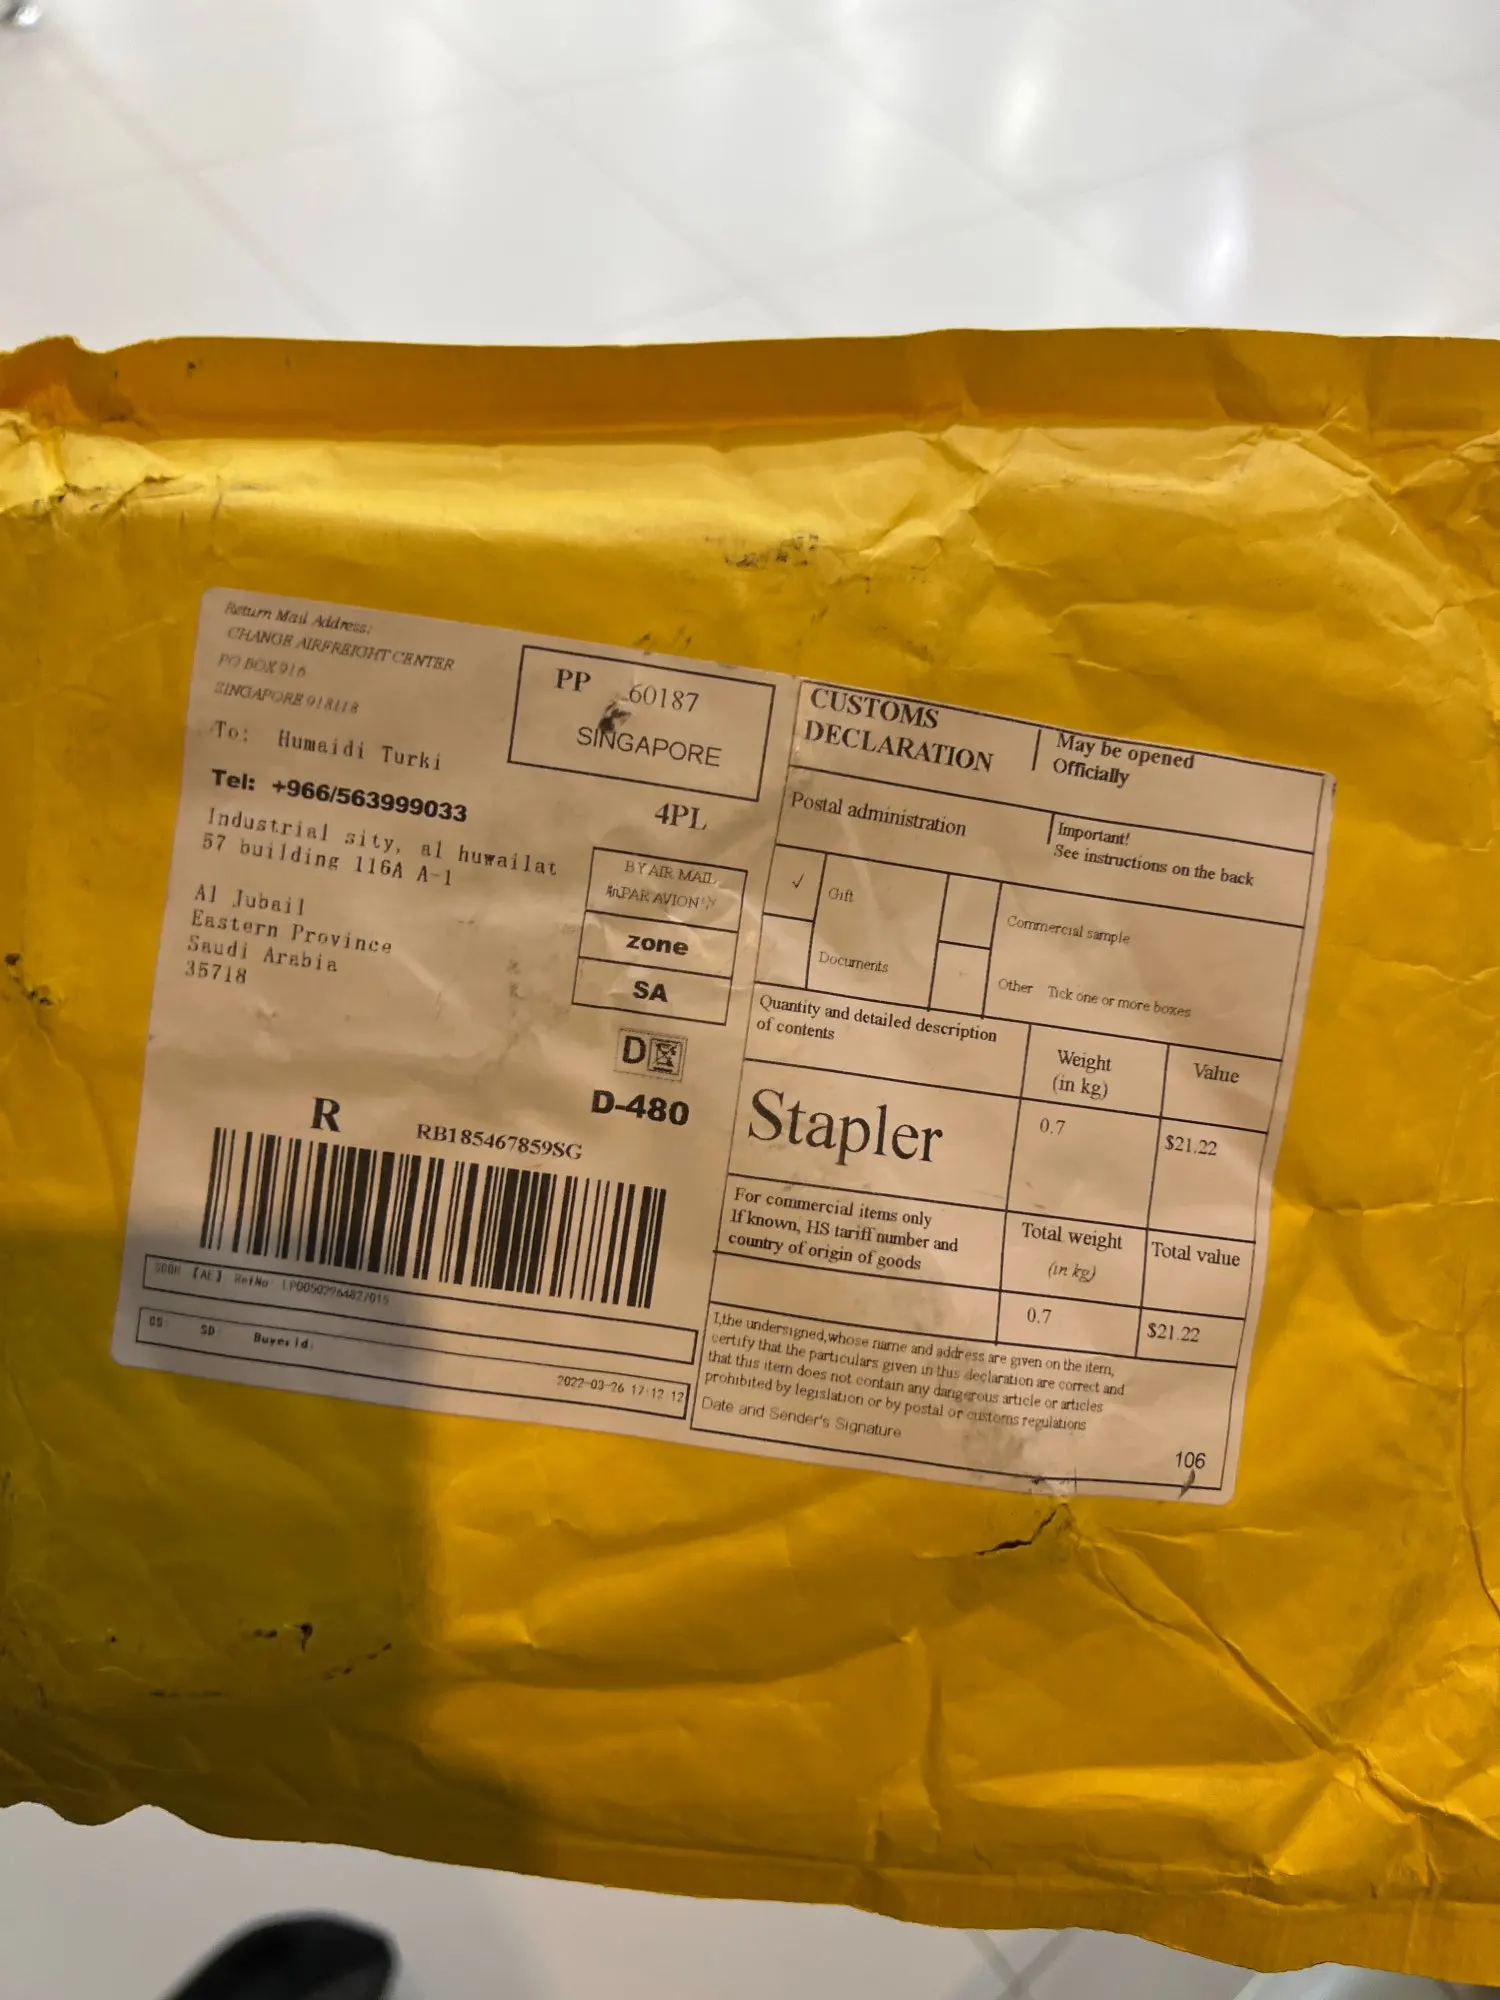 Return Mail Address:
CHANGE AIRFREIGHT CENTER
PO BOX 916
SINGAPORE 918118
To: Humaidi Turki
Tel: +966/563999033
Industrial sity, al huwailat
57 building 116A A-1
Al Jubail
Eastern Province
Saudi Arabia
35718
PP 60187
SINGAPORE
4PL
BY AIR MAIL
PAR AVION
zone
SA
D
D-480
R
RB185467859SG
[AE] RefNo: LP00502964827015
CS: SD: Buyer id:
2022-03-26 17:12:12
CUSTOMS
DECLARATION
May be opened
Officially
Postal administration
Important!
See instructions on the back
✓ Gift
Commercial sample
Documents
Other Tick one or more boxes
Quantity and detailed description
of contents
Weight
(in kg)
Value
Stapler
0.7
$21.22
For commercial items only
If known, HS tariff number and
country of origin of goods
Total weight
(in kg)
Total value
0.7
$21.22
I,the undersigned,whose name and address are given on the item,
certify that the particulars given in this declaration are correct and
that this item does not contain any dangerous article or articles
prohibited by legislation or by postal or customs regulations
Date and Sender's Signature
106